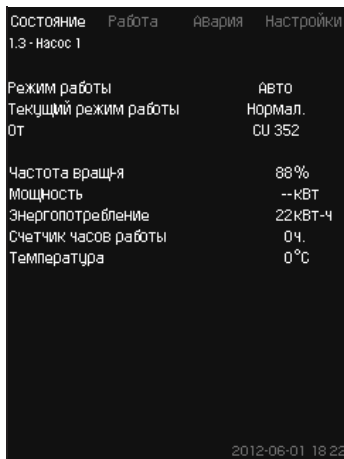 Состояние Работа Авария Настройки
1.3 - Насос 1
Режим работы Авто
Текущий режим работы Нормал.
От CU 352
Частота вращ-я 88%
Мощность --кВт
Энергопотребление 22кВт-ч
Счетчик часов работы 0ч.
Температура 0°C
2012-06-01 18:22